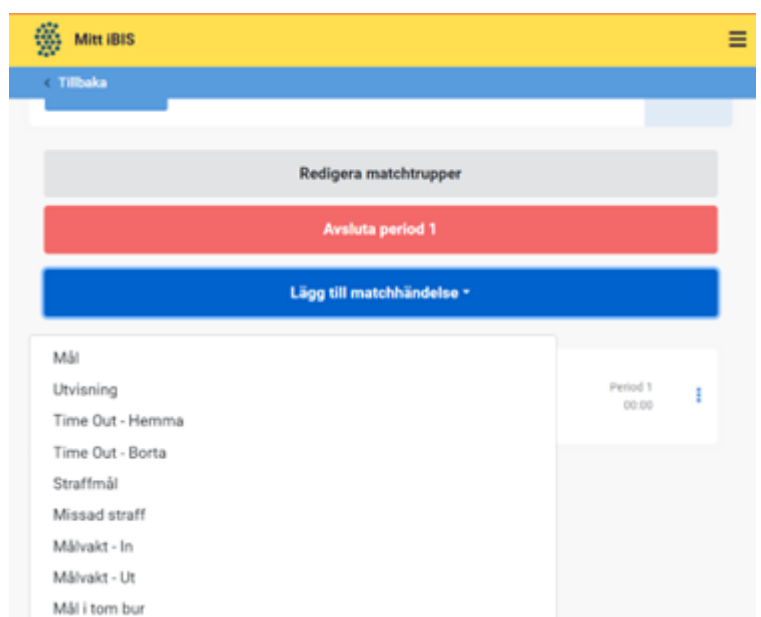 Mitt iBIS
< Tillbaka
Redigera matchtrupper
Avsluta period 1
Lägg till matchhändelse
Mål
Utvisning
Period 1
00:00
Time Out - Hemma
Time Out - Borta
Straffmål
Missad straff
Målvakt - In
Målvakt - Ut
Mål i tom bur